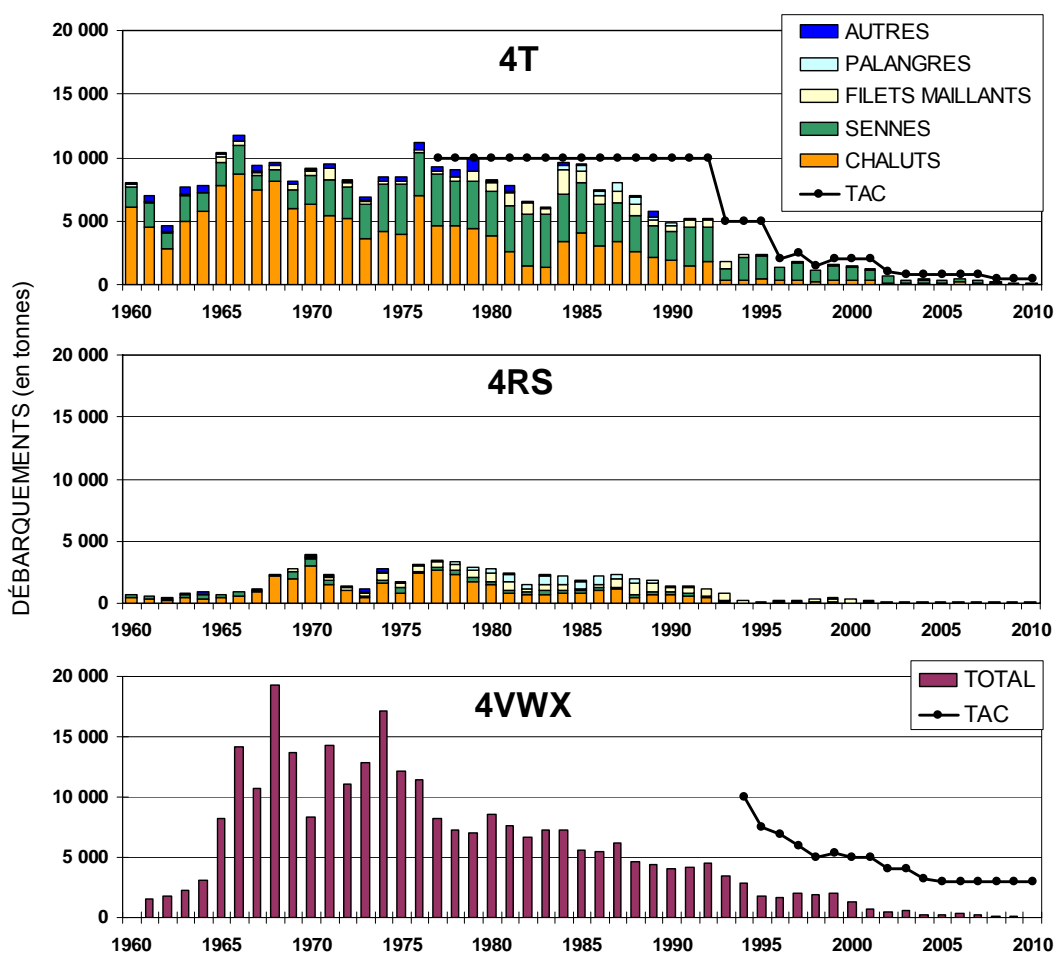 DÉBARQUEMENTS (en tonnes)
20 000
15 000
10 000
5 000
0
4T
AUTRES
PALANGRES
FILETS MAILLANTS
SENNES
CHALUTS
TAC
1960 1965 1970 1975 1980 1985 1990 1995 2000 2005 2010
20 000
15 000
10 000
5 000
0
4RS
1960 1965 1970 1975 1980 1985 1990 1995 2000 2005 2010
20 000
15 000
10 000
5 000
0
4VWX
TOTAL
TAC
1960 1965 1970 1975 1980 1985 1990 1995 2000 2005 2010